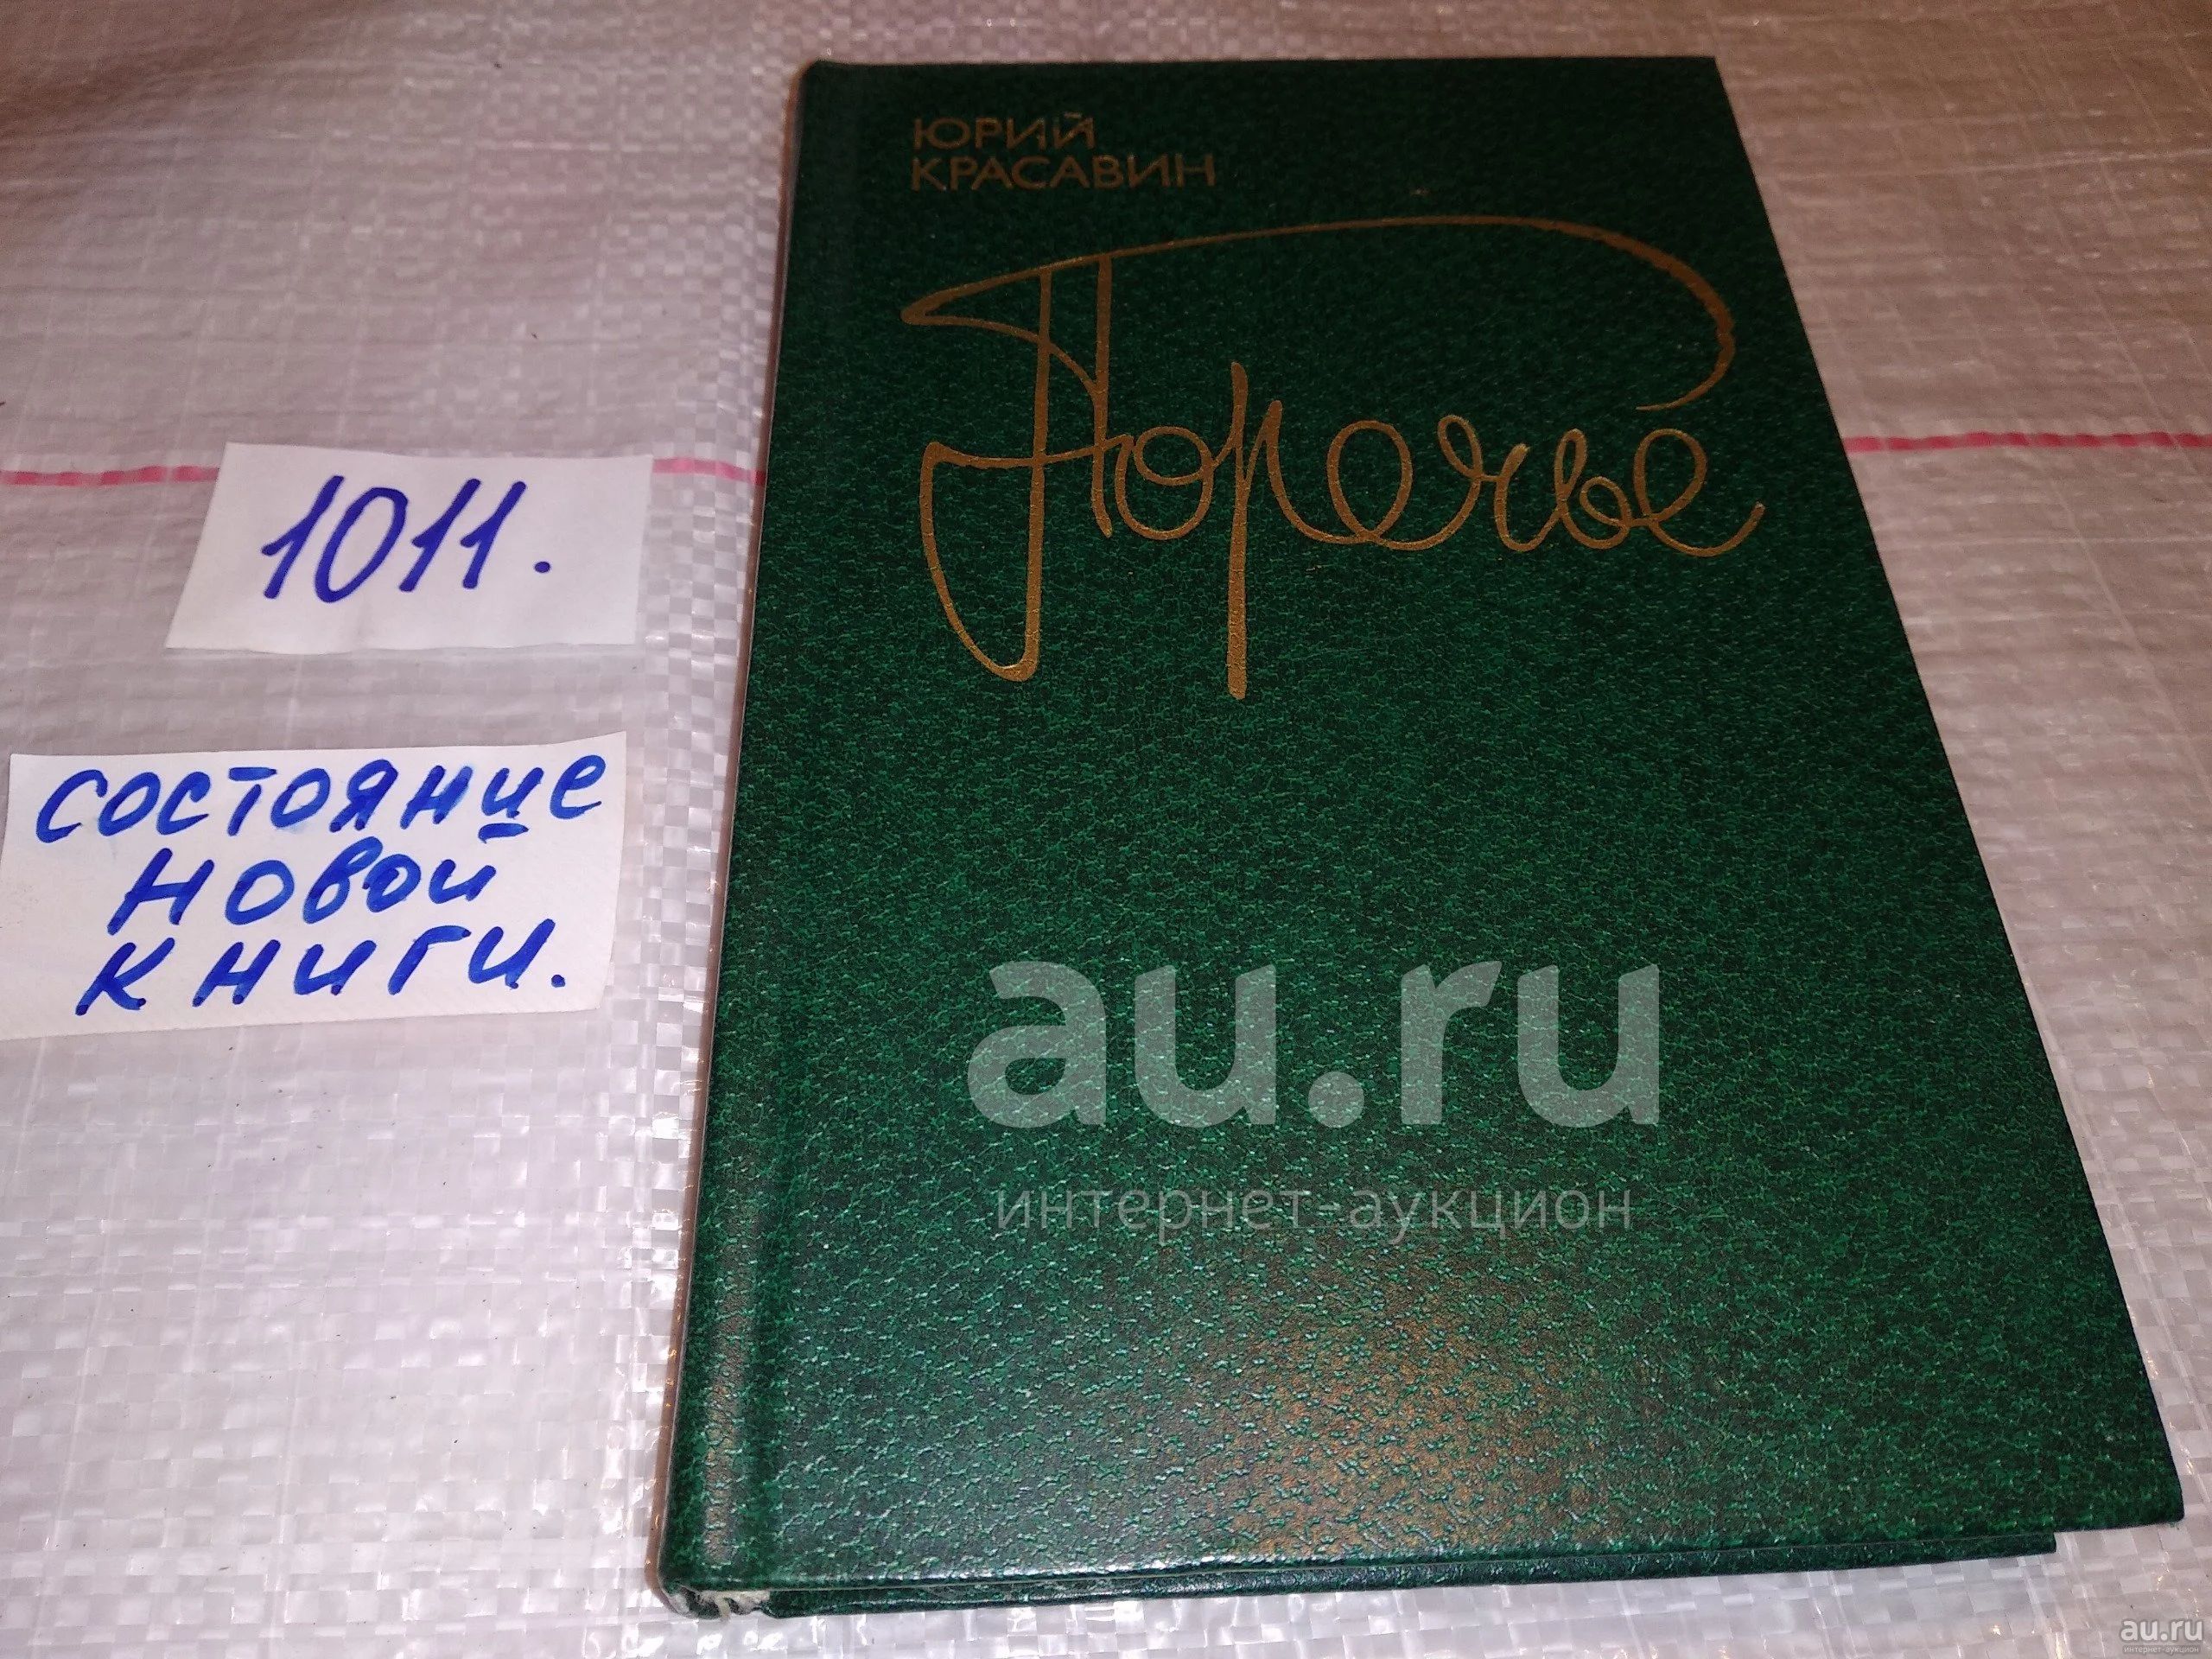 ЮРИЙ
КРАСАВИН
Поречье
1011.
состояние
новой
книги.
au.ru
интернет-аукцион
au.ru
интернет-аукцион